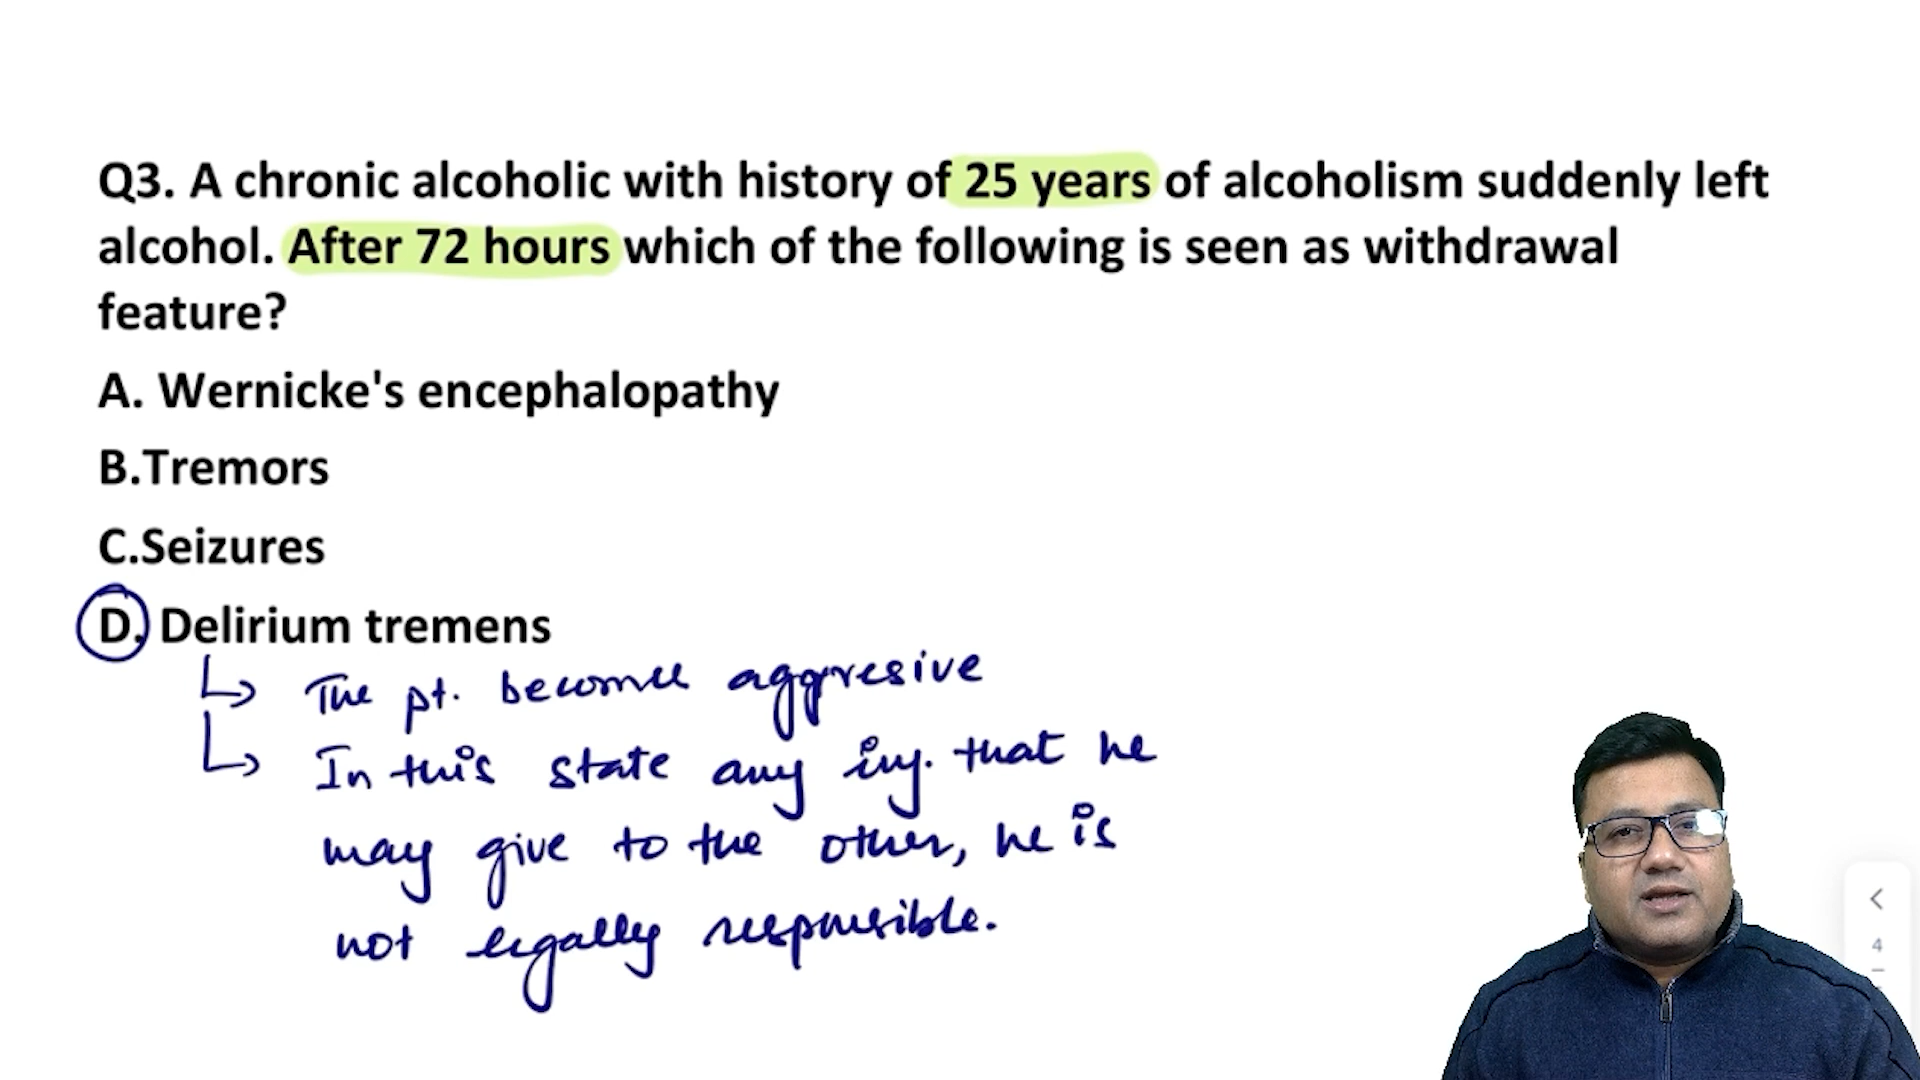 Q3. A chronic alcoholic with history of 25 years of alcoholism suddenly left
alcohol. After 72 hours which of the following is seen as withdrawal
feature?
A. Wernicke's encephalopathy
B.Tremors
C.Seizures
D. Delirium tremens
↳ The pt. becomes aggresive
↳ In this state any inj. that he
may give to the other, he is
not legally responsible.
4